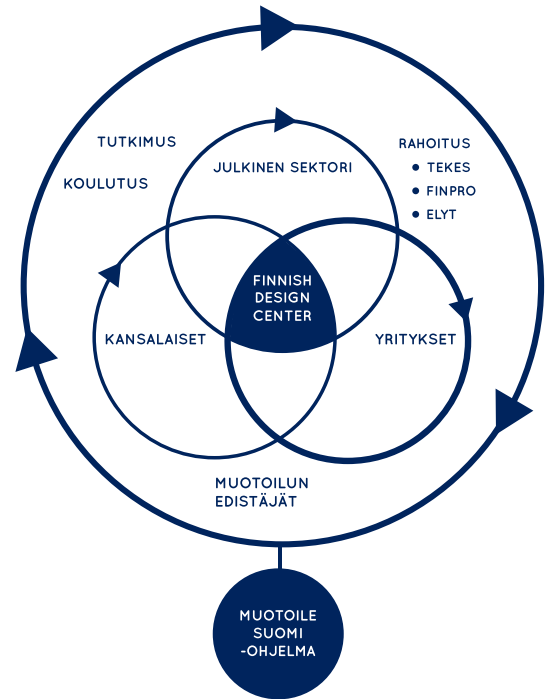 TUTKIMUS
KOULUTUS
JULKINEN SEKTORI
RAHOITUS
• TEKES
• FINPRO
• ELYT
FINNISH
DESIGN
CENTER
KANSALAISET
YRITYKSET
MUOTOILUN
EDISTÄJÄT
MUOTOILE
SUOMI
-OHJELMA